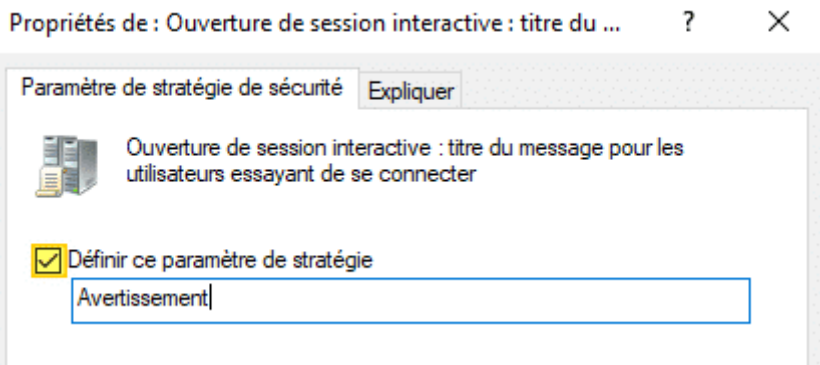 Propriétés de : Ouverture de session interactive : titre du ... ?
Paramètre de stratégie de sécurité Expliquer
Ouverture de session interactive : titre du message pour les
utilisateurs essayant de se connecter
Définir ce paramètre de stratégie
Avertissement